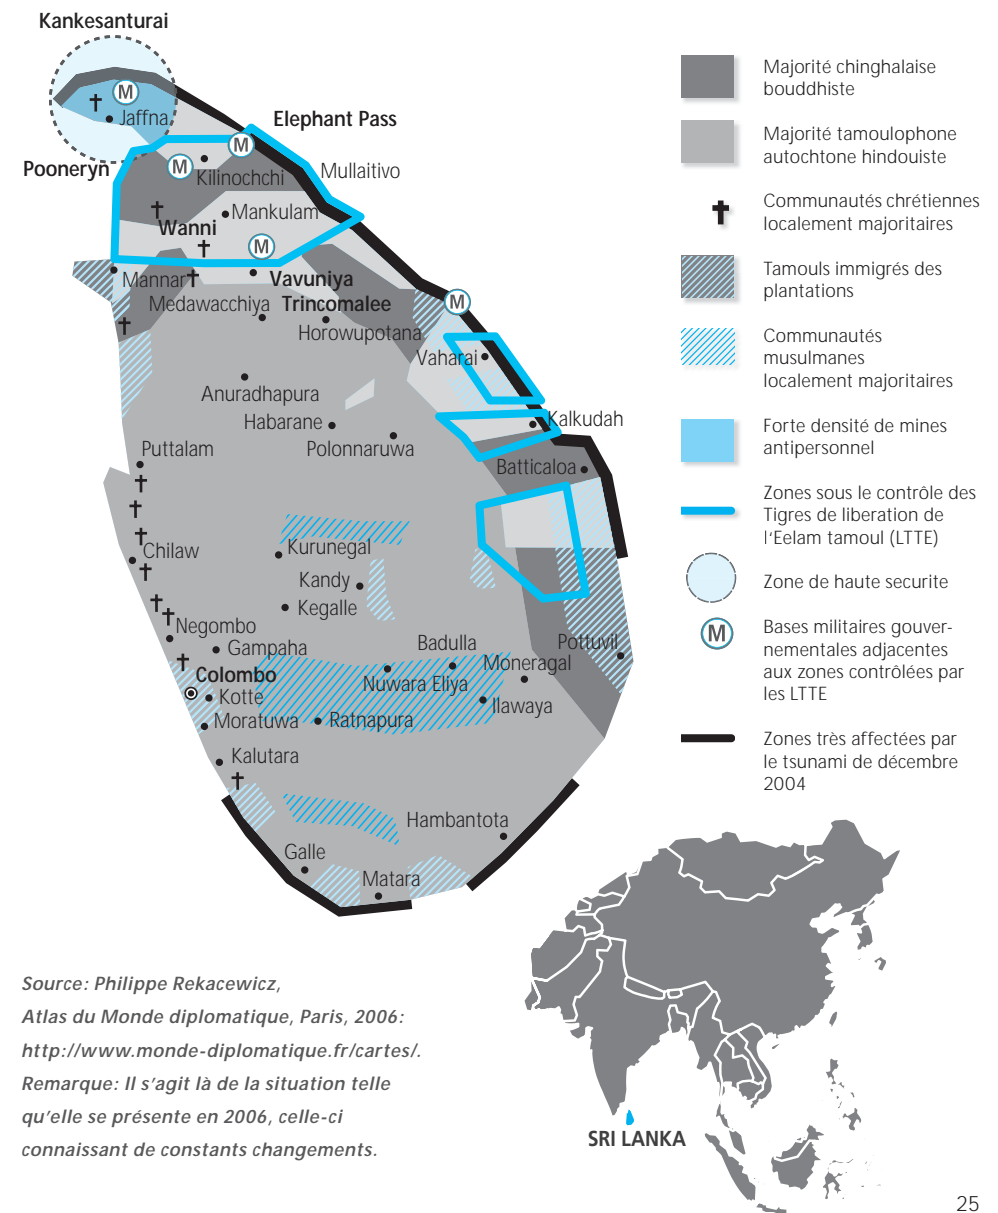 Kankesanturai
M
Jaffna
Elephant Pass
M
Pooneryn
M
Kilinochchi
Mullaitivo
Mankulam
Wanni
M
Mannar
Vavuniya
Medawacchiya
Trincomalee
M
Horowupotana
Vaharai
Anuradhapura
Habarane
Kalkudah
Polonnaruwa
Puttalam
Batticaloa
Chilaw
Kurunegal
Kandy
Kegalle
Negombo
Gampaha
Badulla
Pottuvil
Moneragal
Colombo
Nuwara Eliya
Kotte
Ilawaya
Moratuwa
Ratnapura
Kalutara
Hambantota
Galle
Matara
Majorité chinghalaise
bouddhiste
Majorité tamoulophone
autochtone hindouiste
Communautés chrétiennes
localement majoritaires
Tamouls immigrés des
plantations
Communautés
musulmanes
localement majoritaires
Forte densité de mines
antipersonnel
Zones sous le contrôle des
Tigres de liberation de
l'Eelam tamoul (LTTE)
Zone de haute securite
M
Bases militaires gouver-
nementales adjacentes
aux zones contrôlées par
les LTTE
Zones très affectées par
le tsunami de décembre
2004
Source: Philippe Rekacewicz,
Atlas du Monde diplomatique, Paris, 2006:
http://www.monde-diplomatique.fr/cartes/.
Remarque: Il s'agit là de la situation telle
qu'elle se présente en 2006, celle-ci
connaissant de constants changements.
SRI LANKA
25